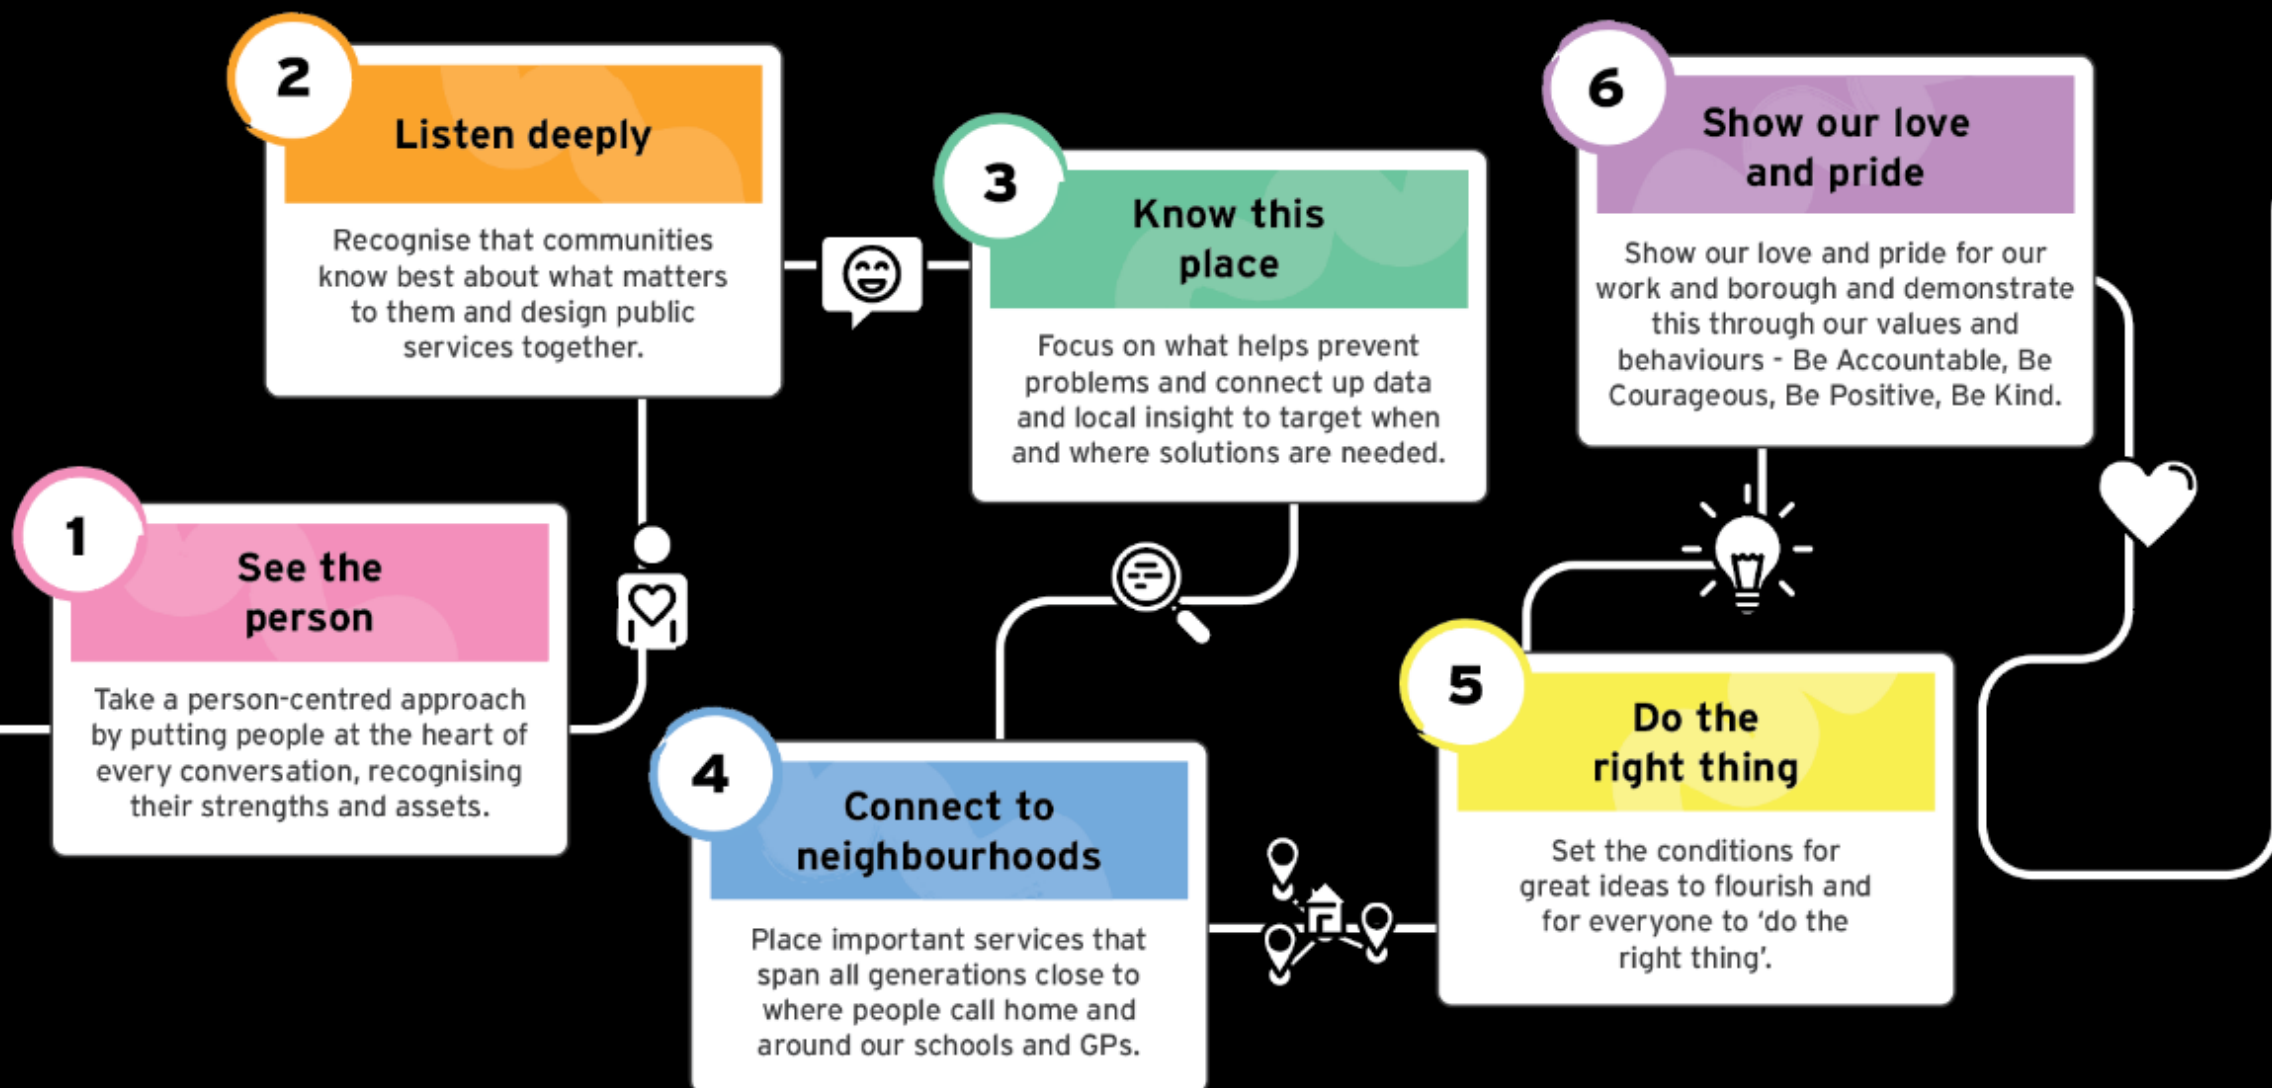 1
See the
person
Take a person-centred approach
by putting people at the heart of
every conversation, recognising
their strengths and assets.
2
Listen deeply
Recognise that communities
know best about what matters
to them and design public
services together.
3
Know this
place
Focus on what helps prevent
problems and connect up data
and local insight to target when
and where solutions are needed.
4
Connect to
neighbourhoods
Place important services that
span all generations close to
where people call home and
around our schools and GPs.
5
Do the
right thing
Set the conditions for
great ideas to flourish and
for everyone to ‘do the
right thing’.
6
Show our love
and pride
Show our love and pride for our
work and borough and demonstrate
this through our values and
behaviours - Be Accountable, Be
Courageous, Be Positive, Be Kind.